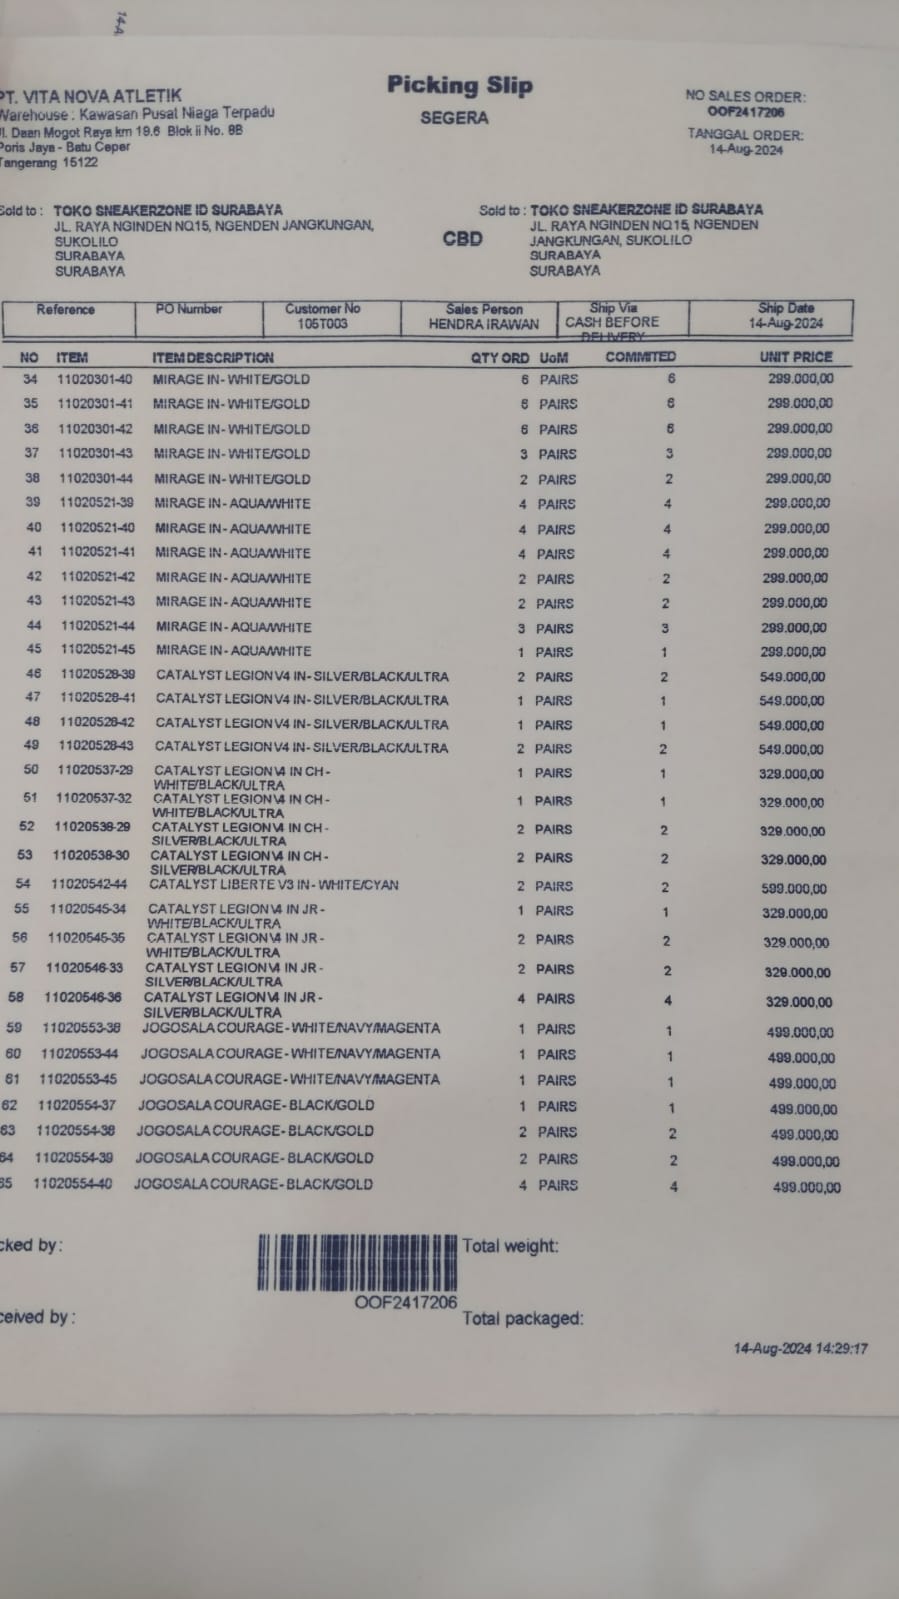 14-A
Picking Slip
SEGERA
PT. VITA NOVA ATLETIK
Warehouse : Kawasan Pusat Niaga Terpadu
Jl. Daan Mogot Raya km 19.6 Blok ii No. 8B
Poris Jaya - Batu Ceper
Tangerang 15122
NO SALES ORDER:
OOF2417206
TANGGAL ORDER:
14-Aug-2024
Sold to : TOKO SNEAKERZONE ID SURABAYA
JL. RAYA NGINDEN NO.15, NGENDEN JANGKUNGAN,
SUKOLILO
SURABAYA
SURABAYA
CBD
Sold to : TOKO SNEAKERZONE ID SURABAYA
JL. RAYA NGINDEN NO.15, NGENDEN
JANGKUNGAN, SUKOLILO
SURABAYA
SURABAYA
Reference PO Number Customer No Sales Person Ship Via Ship Date
105T003 HENDRA IRAWAN CASH BEFORE 14-Aug-2024
DELIVERY
NO ITEM ITEM DESCRIPTION QTY ORD UoM COMMITED UNIT PRICE
34 11020301-40 MIRAGE IN - WHITE/GOLD 6 PAIRS 6 299.000,00
35 11020301-41 MIRAGE IN - WHITE/GOLD 6 PAIRS 6 299.000,00
36 11020301-42 MIRAGE IN - WHITE/GOLD 6 PAIRS 6 299.000,00
37 11020301-43 MIRAGE IN - WHITE/GOLD 3 PAIRS 3 299.000,00
38 11020301-44 MIRAGE IN - WHITE/GOLD 2 PAIRS 2 299.000,00
39 11020521-39 MIRAGE IN - AQUA/WHITE 4 PAIRS 4 299.000,00
40 11020521-40 MIRAGE IN - AQUA/WHITE 4 PAIRS 4 299.000,00
41 11020521-41 MIRAGE IN - AQUA/WHITE 4 PAIRS 4 299.000,00
42 11020521-42 MIRAGE IN - AQUA/WHITE 2 PAIRS 2 299.000,00
43 11020521-43 MIRAGE IN - AQUA/WHITE 2 PAIRS 2 299.000,00
44 11020521-44 MIRAGE IN - AQUA/WHITE 3 PAIRS 3 299.000,00
45 11020521-45 MIRAGE IN - AQUA/WHITE 1 PAIRS 1 299.000,00
46 11020528-39 CATALYST LEGION V4 IN - SILVER/BLACK/ULTRA 2 PAIRS 2 549.000,00
47 11020528-41 CATALYST LEGION V4 IN - SILVER/BLACK/ULTRA 1 PAIRS 1 549.000,00
48 11020528-42 CATALYST LEGION V4 IN - SILVER/BLACK/ULTRA 1 PAIRS 1 549.000,00
49 11020528-43 CATALYST LEGION V4 IN - SILVER/BLACK/ULTRA 2 PAIRS 2 549.000,00
50 11020537-29 CATALYST LEGION V4 IN CH - 1 PAIRS 1 329.000,00
WHITE/BLACK/ULTRA
51 11020537-32 CATALYST LEGION V4 IN CH - 1 PAIRS 1 329.000,00
WHITE/BLACK/ULTRA
52 11020538-29 CATALYST LEGION V4 IN CH - 2 PAIRS 2 329.000,00
SILVER/BLACK/ULTRA
53 11020538-30 CATALYST LEGION V4 IN CH - 2 PAIRS 2 329.000,00
SILVER/BLACK/ULTRA
54 11020542-44 CATALYST LIBERTE V3 IN - WHITE/CYAN 2 PAIRS 2 599.000,00
55 11020545-34 CATALYST LEGION V4 IN JR - 1 PAIRS 1 329.000,00
WHITE/BLACK/ULTRA
56 11020545-35 CATALYST LEGION V4 IN JR - 2 PAIRS 2 329.000,00
WHITE/BLACK/ULTRA
57 11020546-33 CATALYST LEGION V4 IN JR - 2 PAIRS 2 329.000,00
SILVER/BLACK/ULTRA
58 11020546-36 CATALYST LEGION V4 IN JR - 4 PAIRS 4 329.000,00
SILVER/BLACK/ULTRA
59 11020553-38 JOGOSALA COURAGE - WHITE/NAVY/MAGENTA 1 PAIRS 1 499.000,00
60 11020553-44 JOGOSALA COURAGE - WHITE/NAVY/MAGENTA 1 PAIRS 1 499.000,00
61 11020553-45 JOGOSALA COURAGE - WHITE/NAVY/MAGENTA 1 PAIRS 1 499.000,00
62 11020554-37 JOGOSALA COURAGE - BLACK/GOLD 1 PAIRS 1 499.000,00
63 11020554-38 JOGOSALA COURAGE - BLACK/GOLD 2 PAIRS 2 499.000,00
64 11020554-39 JOGOSALA COURAGE - BLACK/GOLD 2 PAIRS 2 499.000,00
65 11020554-40 JOGOSALA COURAGE - BLACK/GOLD 4 PAIRS 4 499.000,00
cked by: Total weight:
OOF2417206
ceived by : Total packaged:
14-Aug-2024 14:29:17